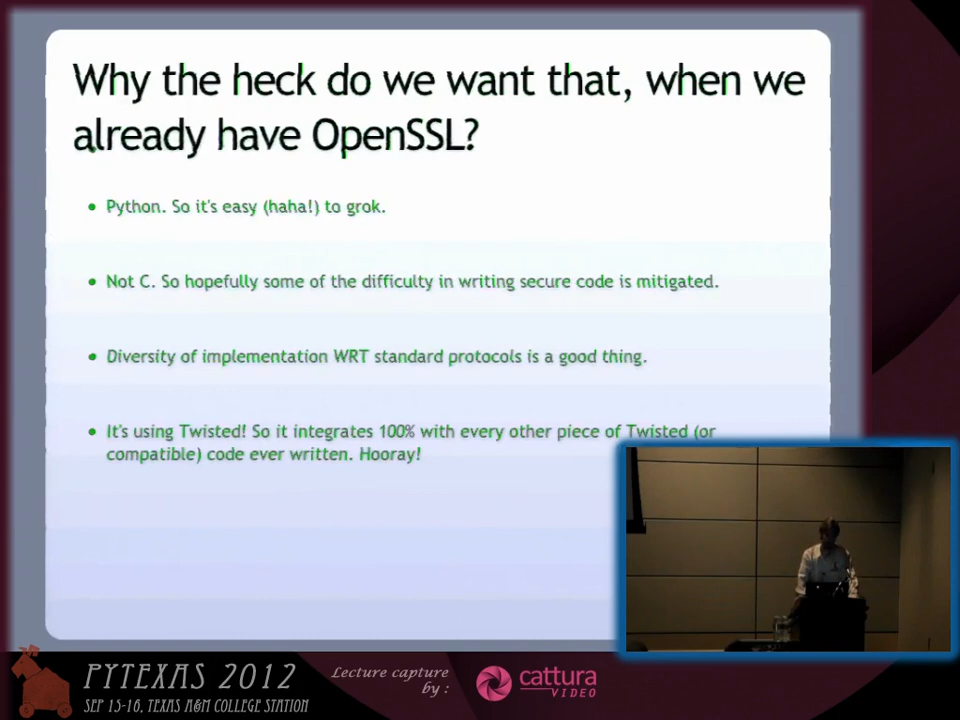 Why the heck do we want that, when we
already have OpenSSL?
• Python. So it's easy (haha!) to grok.
• Not C. So hopefully some of the difficulty in writing secure code is mitigated.
• Diversity of implementation WRT standard protocols is a good thing.
• It's using Twisted! So it integrates 100% with every other piece of Twisted (or
compatible) code ever written. Hooray!
PYTEXAS 2012
SEP 15-16, TEXAS A&M COLLEGE STATION
Lecture capture
by :
cattura
VIDEO